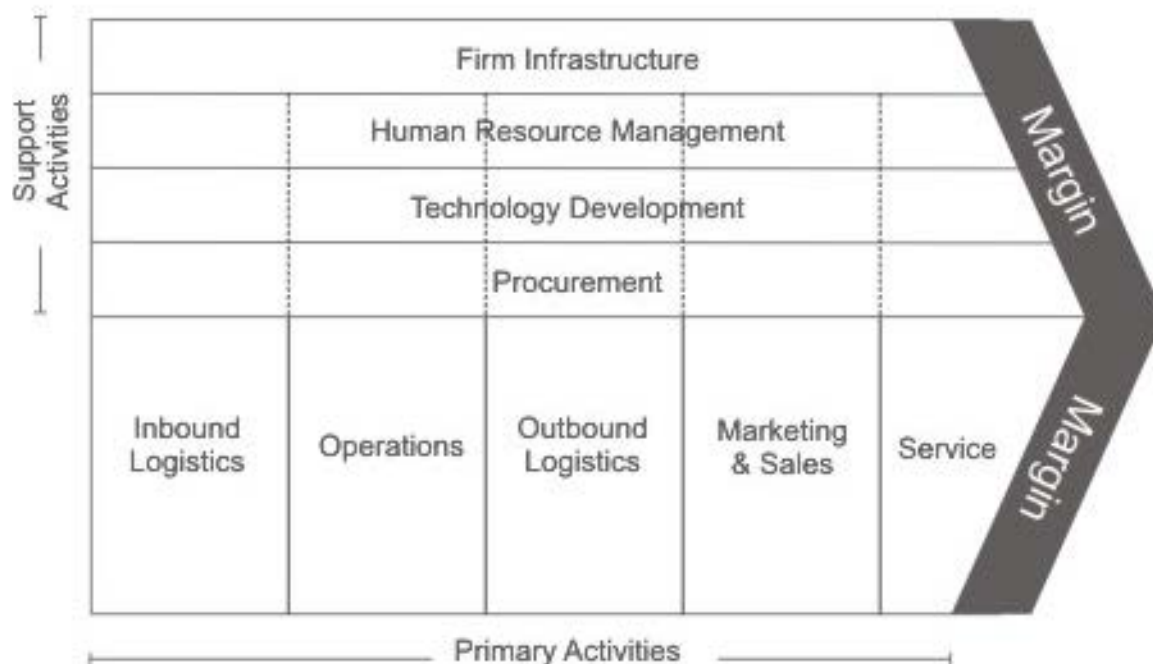 Support
Activities
Firm Infrastructure
Human Resource Management
Technology Development
Procurement
Margin
Inbound
Logistics
Operations
Outbound
Logistics
Marketing
& Sales
Service
Margin
Primary Activities